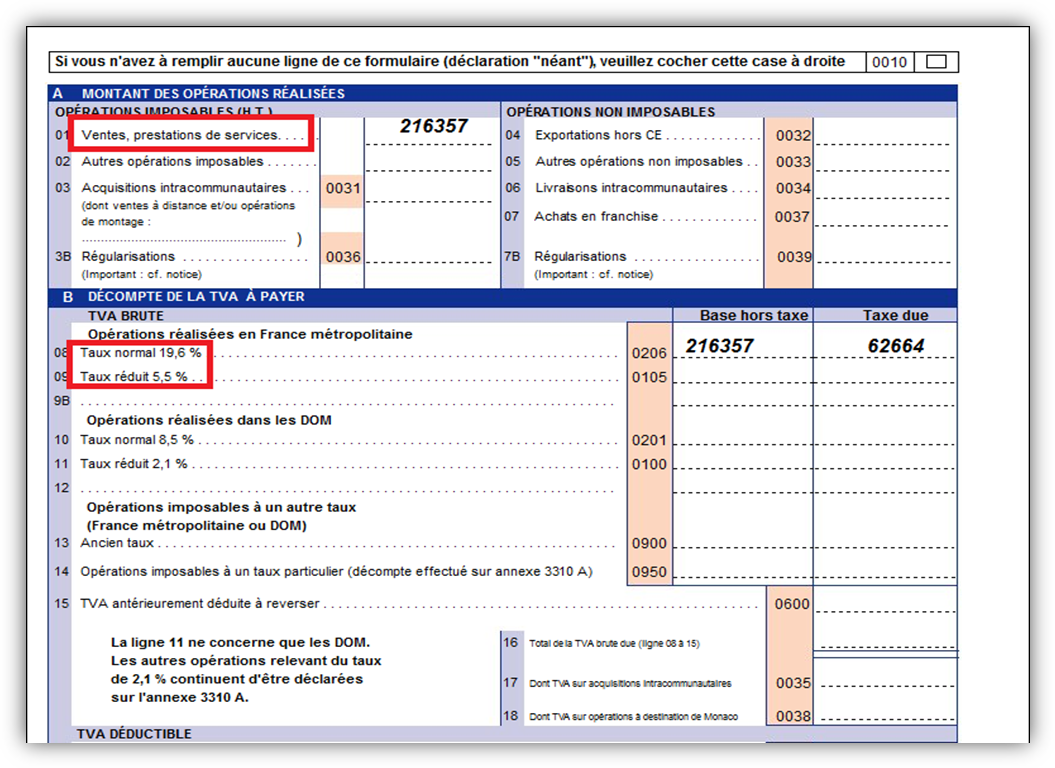 Si vous n'avez à remplir aucune ligne de ce formulaire (déclaration "néant"), veuillez cocher cette case à droite 0010
A MONTANT DES OPÉRATIONS RÉALISÉES
OPÉRATIONS IMPOSABLES (H.T.) OPÉRATIONS NON IMPOSABLES
01 Ventes, prestations de services. . . . . 216357 04 Exportations hors CE . . . . . . . . . . . . 0032
02 Autres opérations imposables . . . . . . . 05 Autres opérations non imposables . . 0033
03 Acquisitions intracommunautaires . . . 0031 06 Livraisons intracommunautaires . . . . 0034
(dont ventes à distance et/ou opérations
de montage :
07 Achats en franchise . . . . . . . . . . . . . 0037
.................................................... )
3B Régularisations . . . . . . . . . . . . . . . . . 0036 7B Régularisations . . . . . . . . . . . . . . . . . 0039
(Important : cf. notice) (Important : cf. notice)
B DÉCOMPTE DE LA TVA À PAYER
TVA BRUTE Base hors taxe Taxe due
Opérations réalisées en France métropolitaine
08 Taux normal 19,6 % 0206 216357 62664
09 Taux réduit 5,5 % 0105
9B
Opérations réalisées dans les DOM
10 Taux normal 8,5 % 0201
11 Taux réduit 2,1 % 0100
12
Opérations imposables à un autre taux
(France métropolitaine ou DOM)
13 Ancien taux 0900
14 Opérations imposables à un taux particulier (décompte effectué sur annexe 3310 A) 0950
15 TVA antérieurement déduite à reverser 0600
La ligne 11 ne concerne que les DOM.
Les autres opérations relevant du taux
de 2,1 % continuent d'être déclarées
sur l'annexe 3310 A.
16 Total de la TVA brute due (ligne 08 à 15)
17 Dont TVA sur acquisitions intracommunautaires 0035
18 Dont TVA sur opérations à destination de Monaco 0038
TVA DÉDUCTIBLE